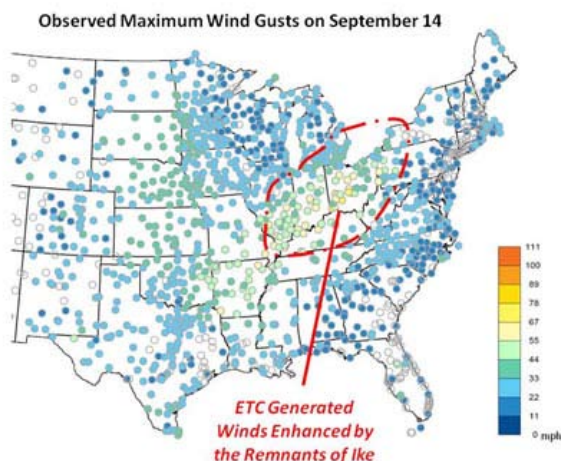 Observed Maximum Wind Gusts on September 14
111
100
89
78
67
55
44
33
22
11
0 mph
ETC Generated
Winds Enhanced by
the Remnants of Ike